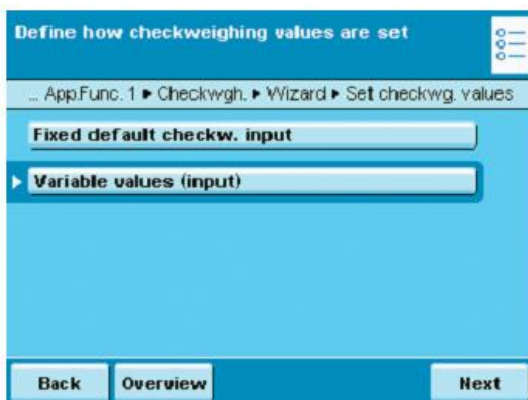 Define how checkweighing values are set
... App.Func. 1 ▸ Checkwgh. ▸ Wizard ▸ Set checkwg. values
Fixed default checkw. input
Variable values (input)
Back Overview Next